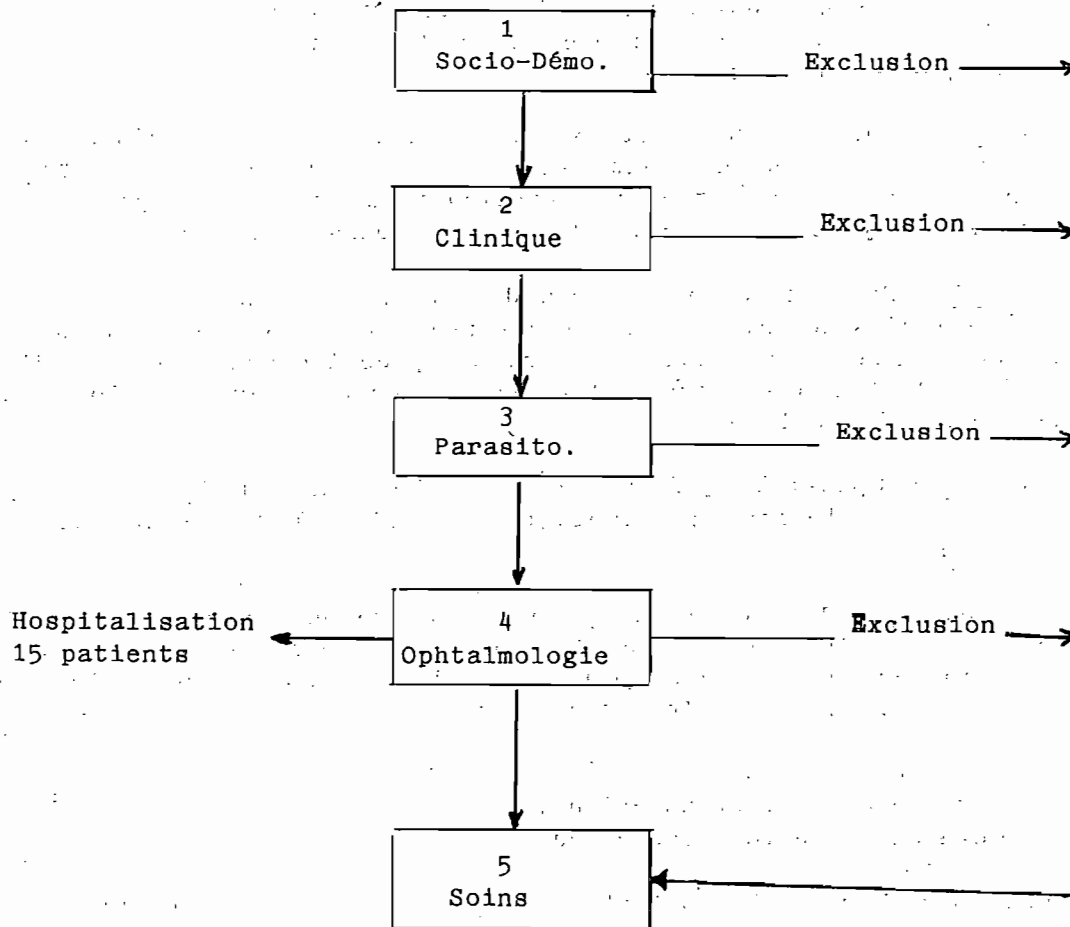 1
Socio-Démo.
Exclusion
2
Clinique
Exclusion
3
Parasito.
Exclusion
Hospitalisation
15 patients
4
Ophtalmologie
Exclusion
5
Soins